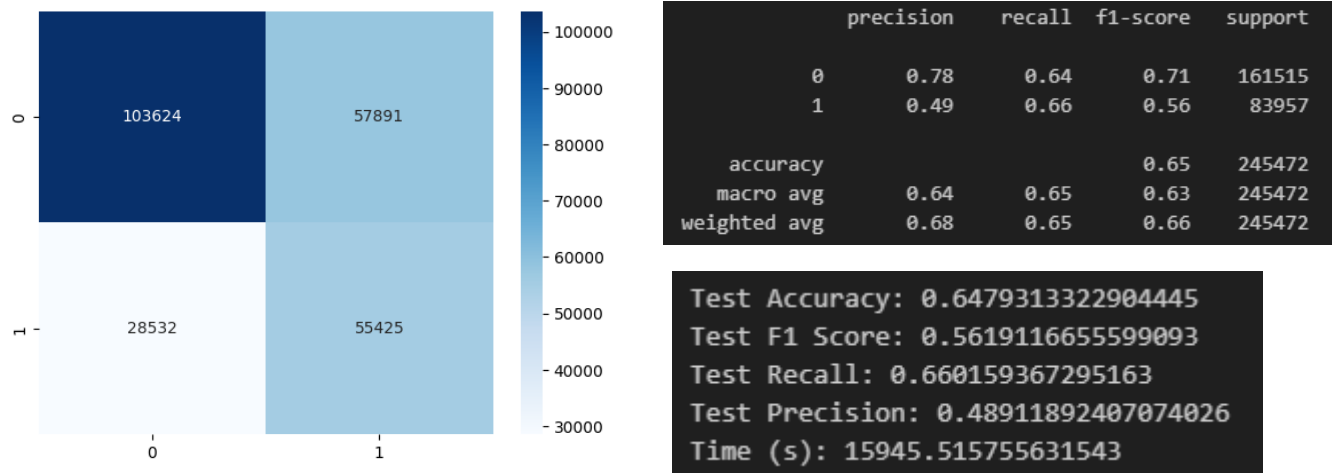 0
103624 57891
1
28532 55425
0 1
100000
90000
80000
70000
60000
50000
40000
30000
precision recall f1-score support
0 0.78 0.64 0.71 161515
1 0.49 0.66 0.56 83957
accuracy 0.65 245472
macro avg 0.64 0.65 0.63 245472
weighted avg 0.68 0.65 0.66 245472
Test Accuracy: 0.6479313322904445
Test F1 Score: 0.5619116655599093
Test Recall: 0.660159367295163
Test Precision: 0.48911892407074026
Time (s): 15945.515755631543